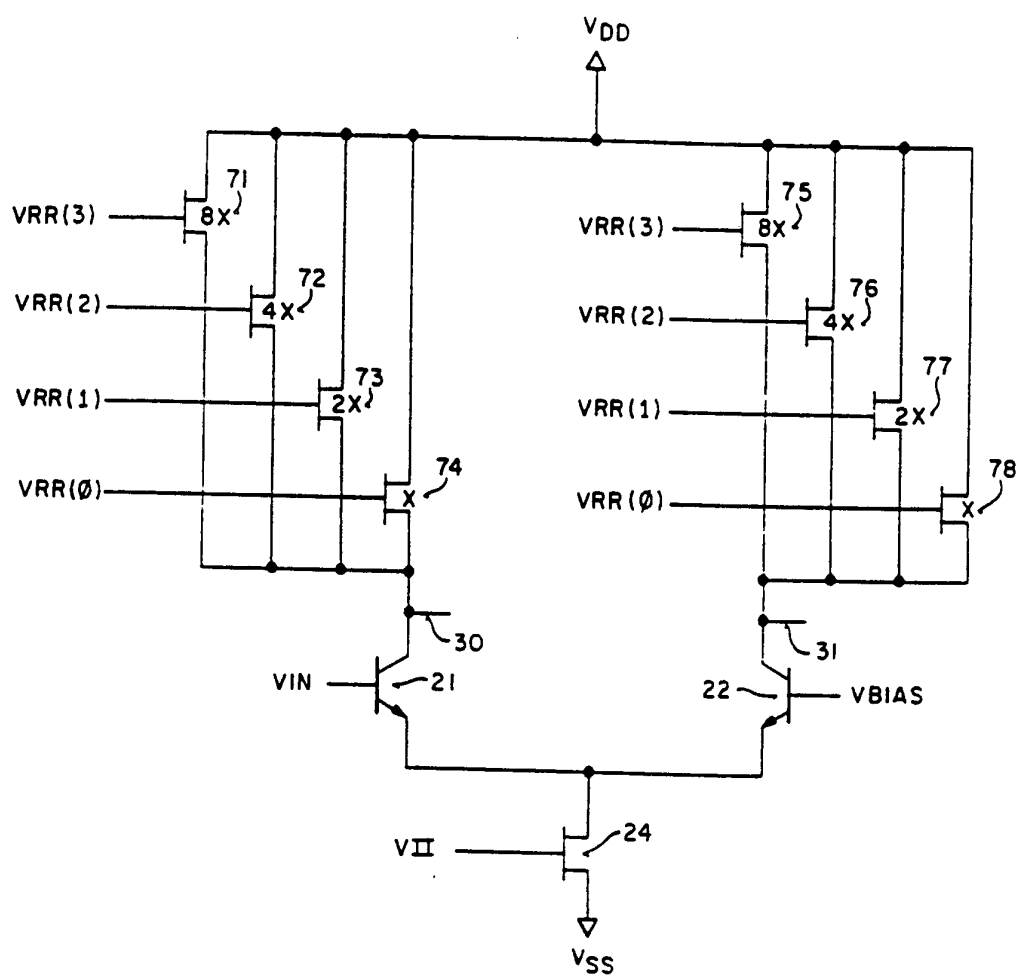 VDD
VRR(3) 8X 71
VRR(3) 8X 75
VRR(2) 4X 72
VRR(2) 4X 76
VRR(1) 2X 73
VRR(1) 2X 77
VRR(0) X 74
VRR(0) X 78
30
31
VIN 21
22 VBIAS
VII 24
VSS